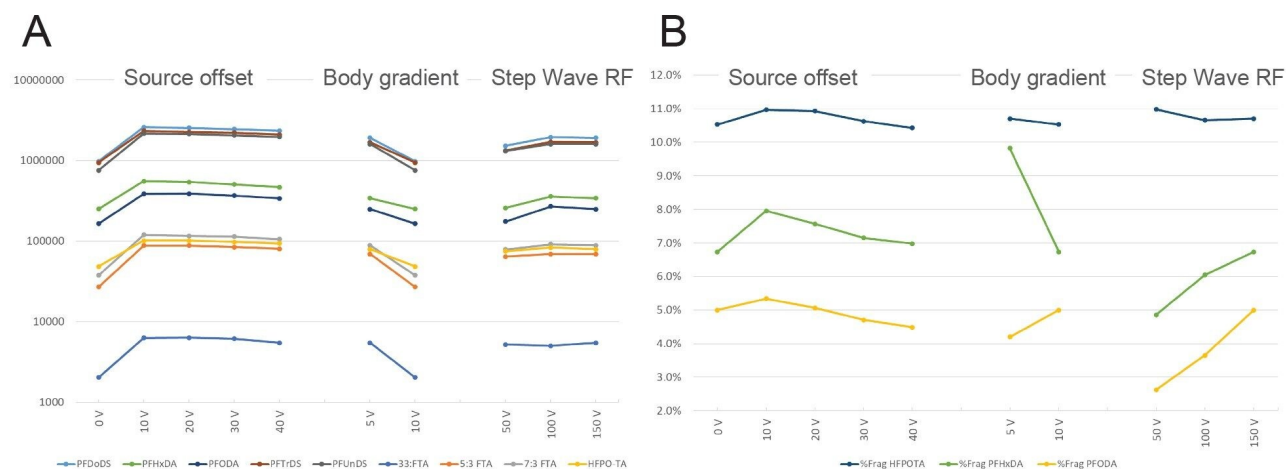 A
Source offset Body gradient Step Wave RF
10000000
1000000
100000
10000
1000
0 V 10 V 20 V 30 V 40 V 5 V 10 V 50 V 100 V 150 V
PFDoDS PFHxDA PFODA PFTrDS PFUnDS 33:FTA 5:3 FTA 7:3 FTA HFPO-TA
B
Source offset Body gradient Step Wave RF
12.0%
11.0%
10.0%
9.0%
8.0%
7.0%
6.0%
5.0%
4.0%
3.0%
2.0%
0 V 10 V 20 V 30 V 40 V 5 V 10 V 50 V 100 V 150 V
%Frag HFPOTA %Frag PFHxDA %Frag PFODA